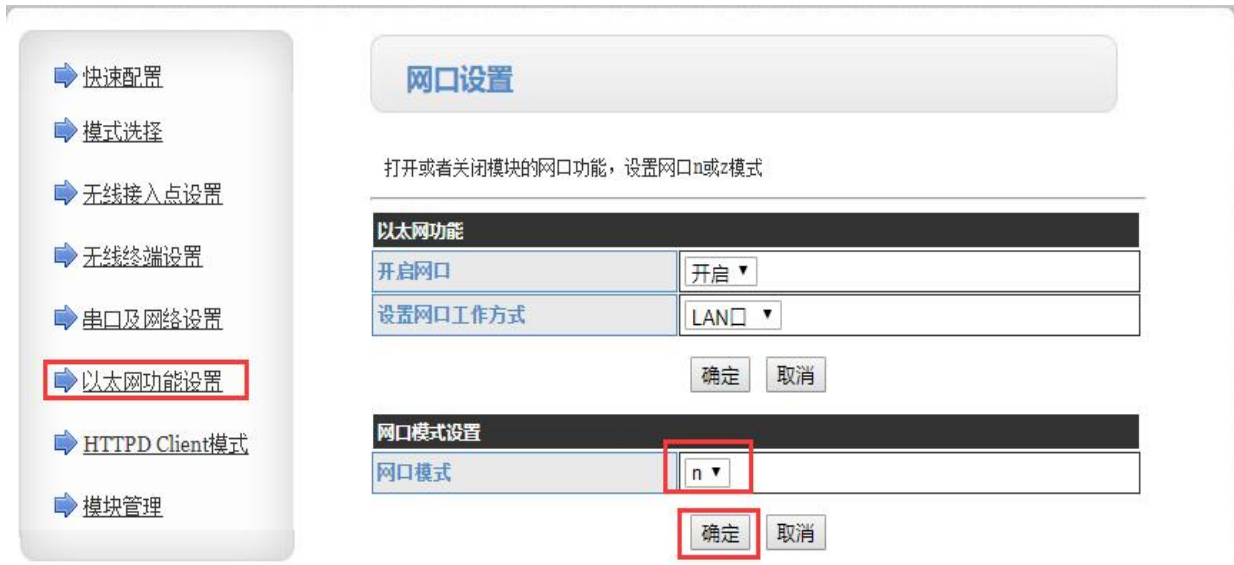 快速配置
模式选择
无线接入点设置
无线终端设置
串口及网络设置
以太网功能设置
HTTPD Client模式
模块管理
网口设置
打开或者关闭模块的网口功能，设置网口n或z模式
以太网功能
开启网口 开启
设置网口工作方式 LAN口
确定 取消
网口模式设置
网口模式 n
确定 取消